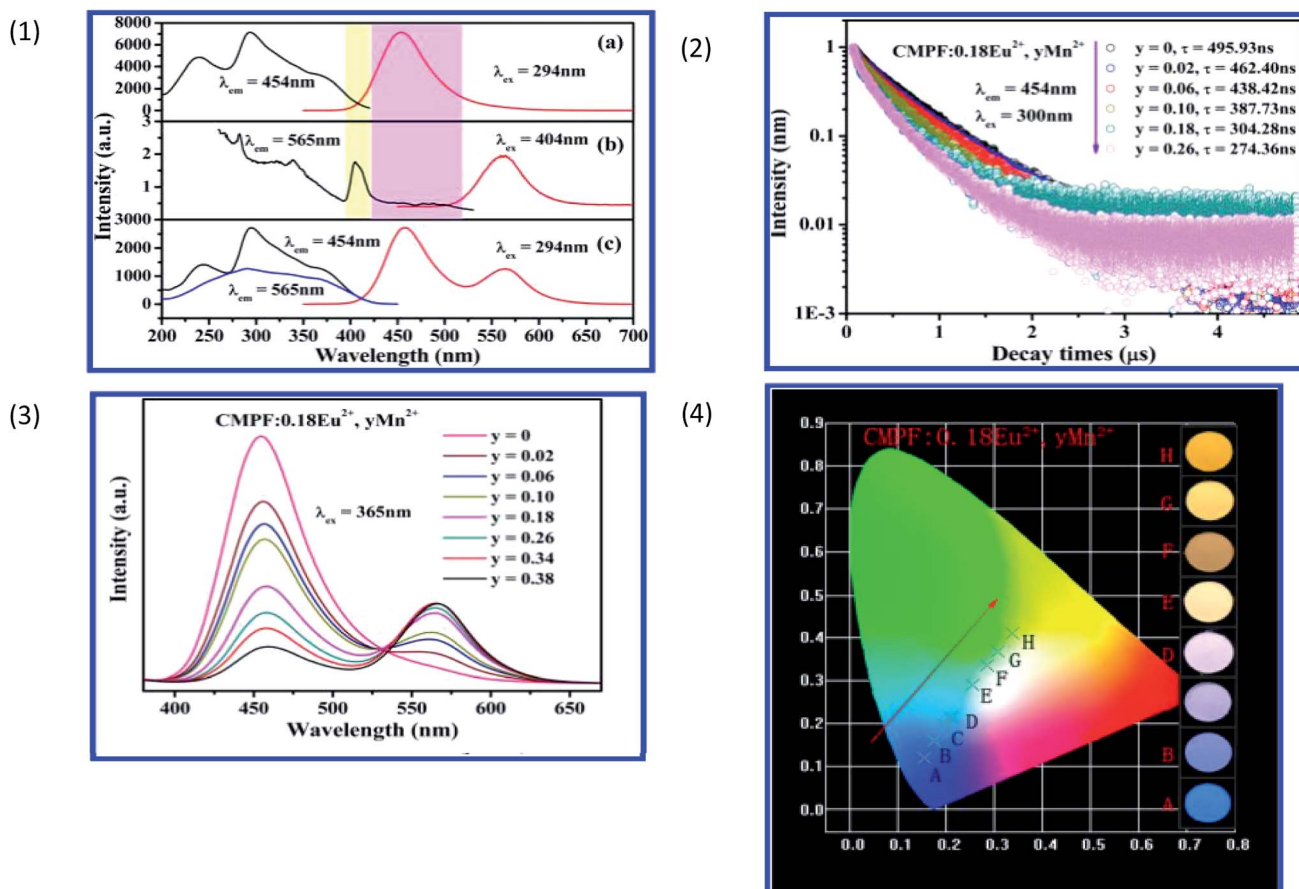 (1)
8000
6000
4000
2000
0
3
2
1
3000
2000
1000
0
Intensity (a.u.)
(a)
λem = 454nm
λex = 294nm
(b)
λem = 565nm
λex = 404nm
(c)
λem = 454nm
λex = 294nm
λem = 565nm
200 250 300 350 400 450 500 550 600 650 700
Wavelength (nm)
(2)
1
0.1
0.01
1E-3
Intensity (nm)
CMPF:0.18Eu²⁺, yMn²⁺
λem = 454nm
λex = 300nm
y = 0, τ = 495.93ns
y = 0.02, τ = 462.40ns
y = 0.06, τ = 438.42ns
y = 0.10, τ = 387.73ns
y = 0.18, τ = 304.28ns
y = 0.26, τ = 274.36ns
0 1 2 3 4
Decay times (μs)
(3)
Intensity (a.u.)
CMPF:0.18Eu²⁺, yMn²⁺
λex = 365nm
y = 0
y = 0.02
y = 0.06
y = 0.10
y = 0.18
y = 0.26
y = 0.34
y = 0.38
400 450 500 550 600 650
Wavelength (nm)
(4)
0.9
0.8
0.7
0.6
0.5
0.4
0.3
0.2
0.1
0.0
CMPF:0.18Eu²⁺, yMn²⁺
H
G
F
E
D
C
B
A
H
G
F
E
D
B
A
0.0 0.1 0.2 0.3 0.4 0.5 0.6 0.7 0.8